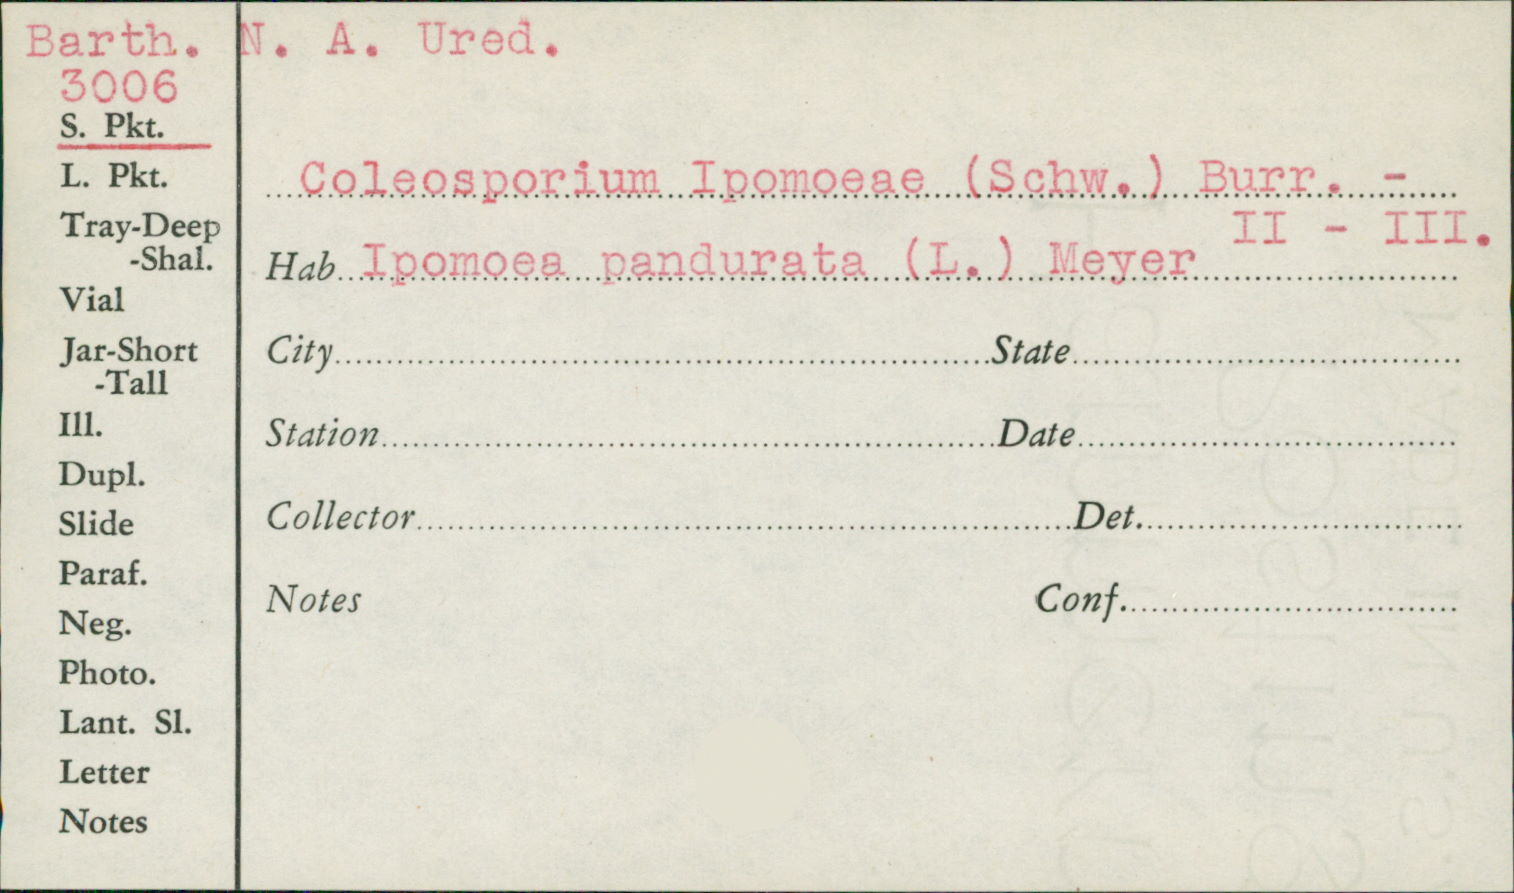 Barth. N. A. Ured.
3006
S. Pkt.
L. Pkt.
Tray-Deep
-Shal.
Vial
Jar-Short
-Tall
Ill.
Dupl.
Slide
Paraf.
Neg.
Photo.
Lant. Sl.
Letter
Notes
Coleosporium Ipomoeae (Schw.) Burr. -
II - III.
Hab. Ipomoea pandurata (L.) Meyer
City State
Station Date
Collector Det.
Notes Conf.